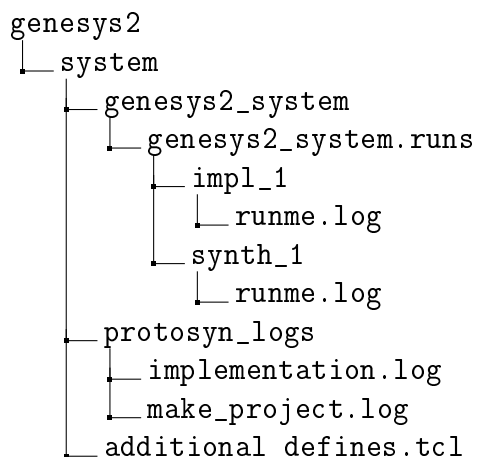 genesys2
system
genesys2_system
genesys2_system.runs
impl_1
runme.log
synth_1
runme.log
protosyn_logs
implementation.log
make_project.log
additional defines.tcl